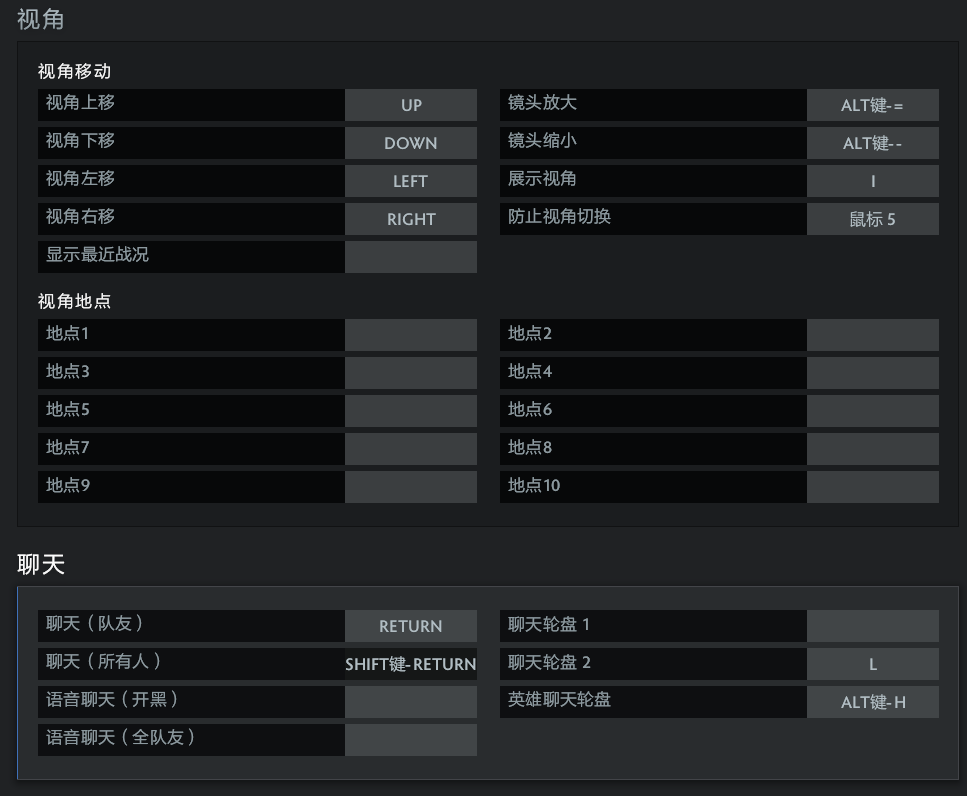 视角
视角移动
视角上移 UP 镜头放大 ALT键-=
视角下移 DOWN 镜头缩小 ALT键--
视角左移 LEFT 展示视角 I
视角右移 RIGHT 防止视角切换 鼠标 5
显示最近战况
视角地点
地点1 地点2
地点3 地点4
地点5 地点6
地点7 地点8
地点9 地点10
聊天
聊天（队友） RETURN 聊天轮盘 1
聊天（所有人） SHIFT键-RETURN 聊天轮盘 2 L
语音聊天（开黑） 英雄聊天轮盘 ALT键-H
语音聊天（全队友）